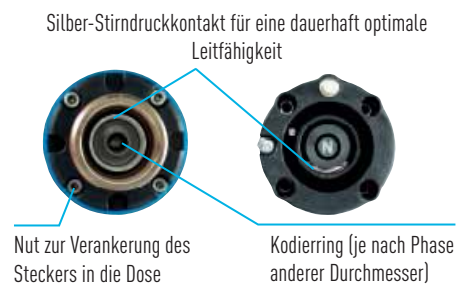 Silber-Stirndruckkontakt für eine dauerhaft optimale
Leitfähigkeit
N
Nut zur Verankerung des
Steckers in die Dose
Kodierring (je nach Phase
anderer Durchmesser)